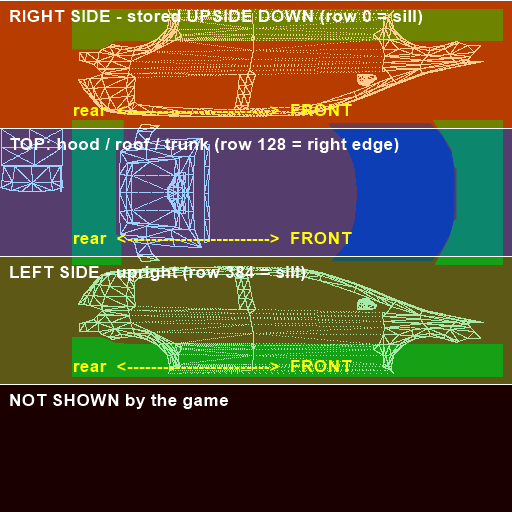 RIGHT SIDE - stored UPSIDE DOWN (row 0 = sill)
rear <----------------------> FRONT
TOP: hood / roof / trunk (row 128 = right edge)
rear <----------------------> FRONT
LEFT SIDE - upright (row 384 = sill)
rear <----------------------> FRONT
NOT SHOWN by the game